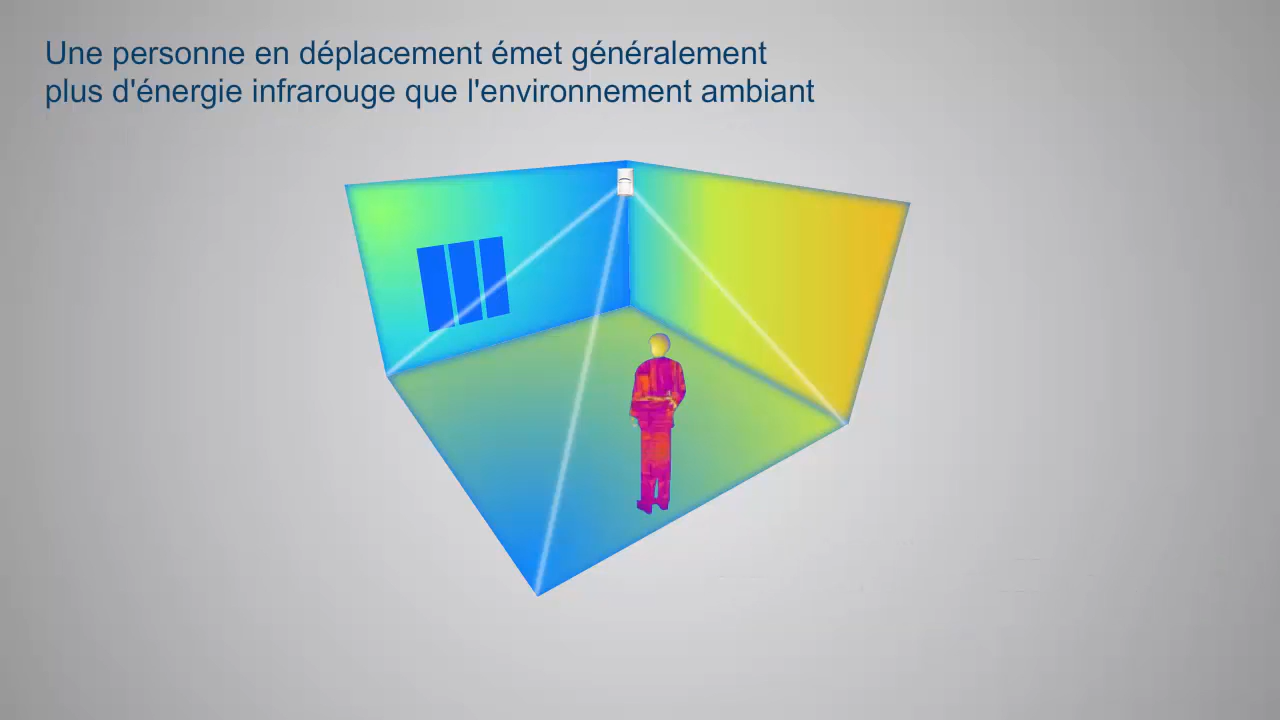 Une personne en déplacement émet généralement
plus d'énergie infrarouge que l'environnement ambiant